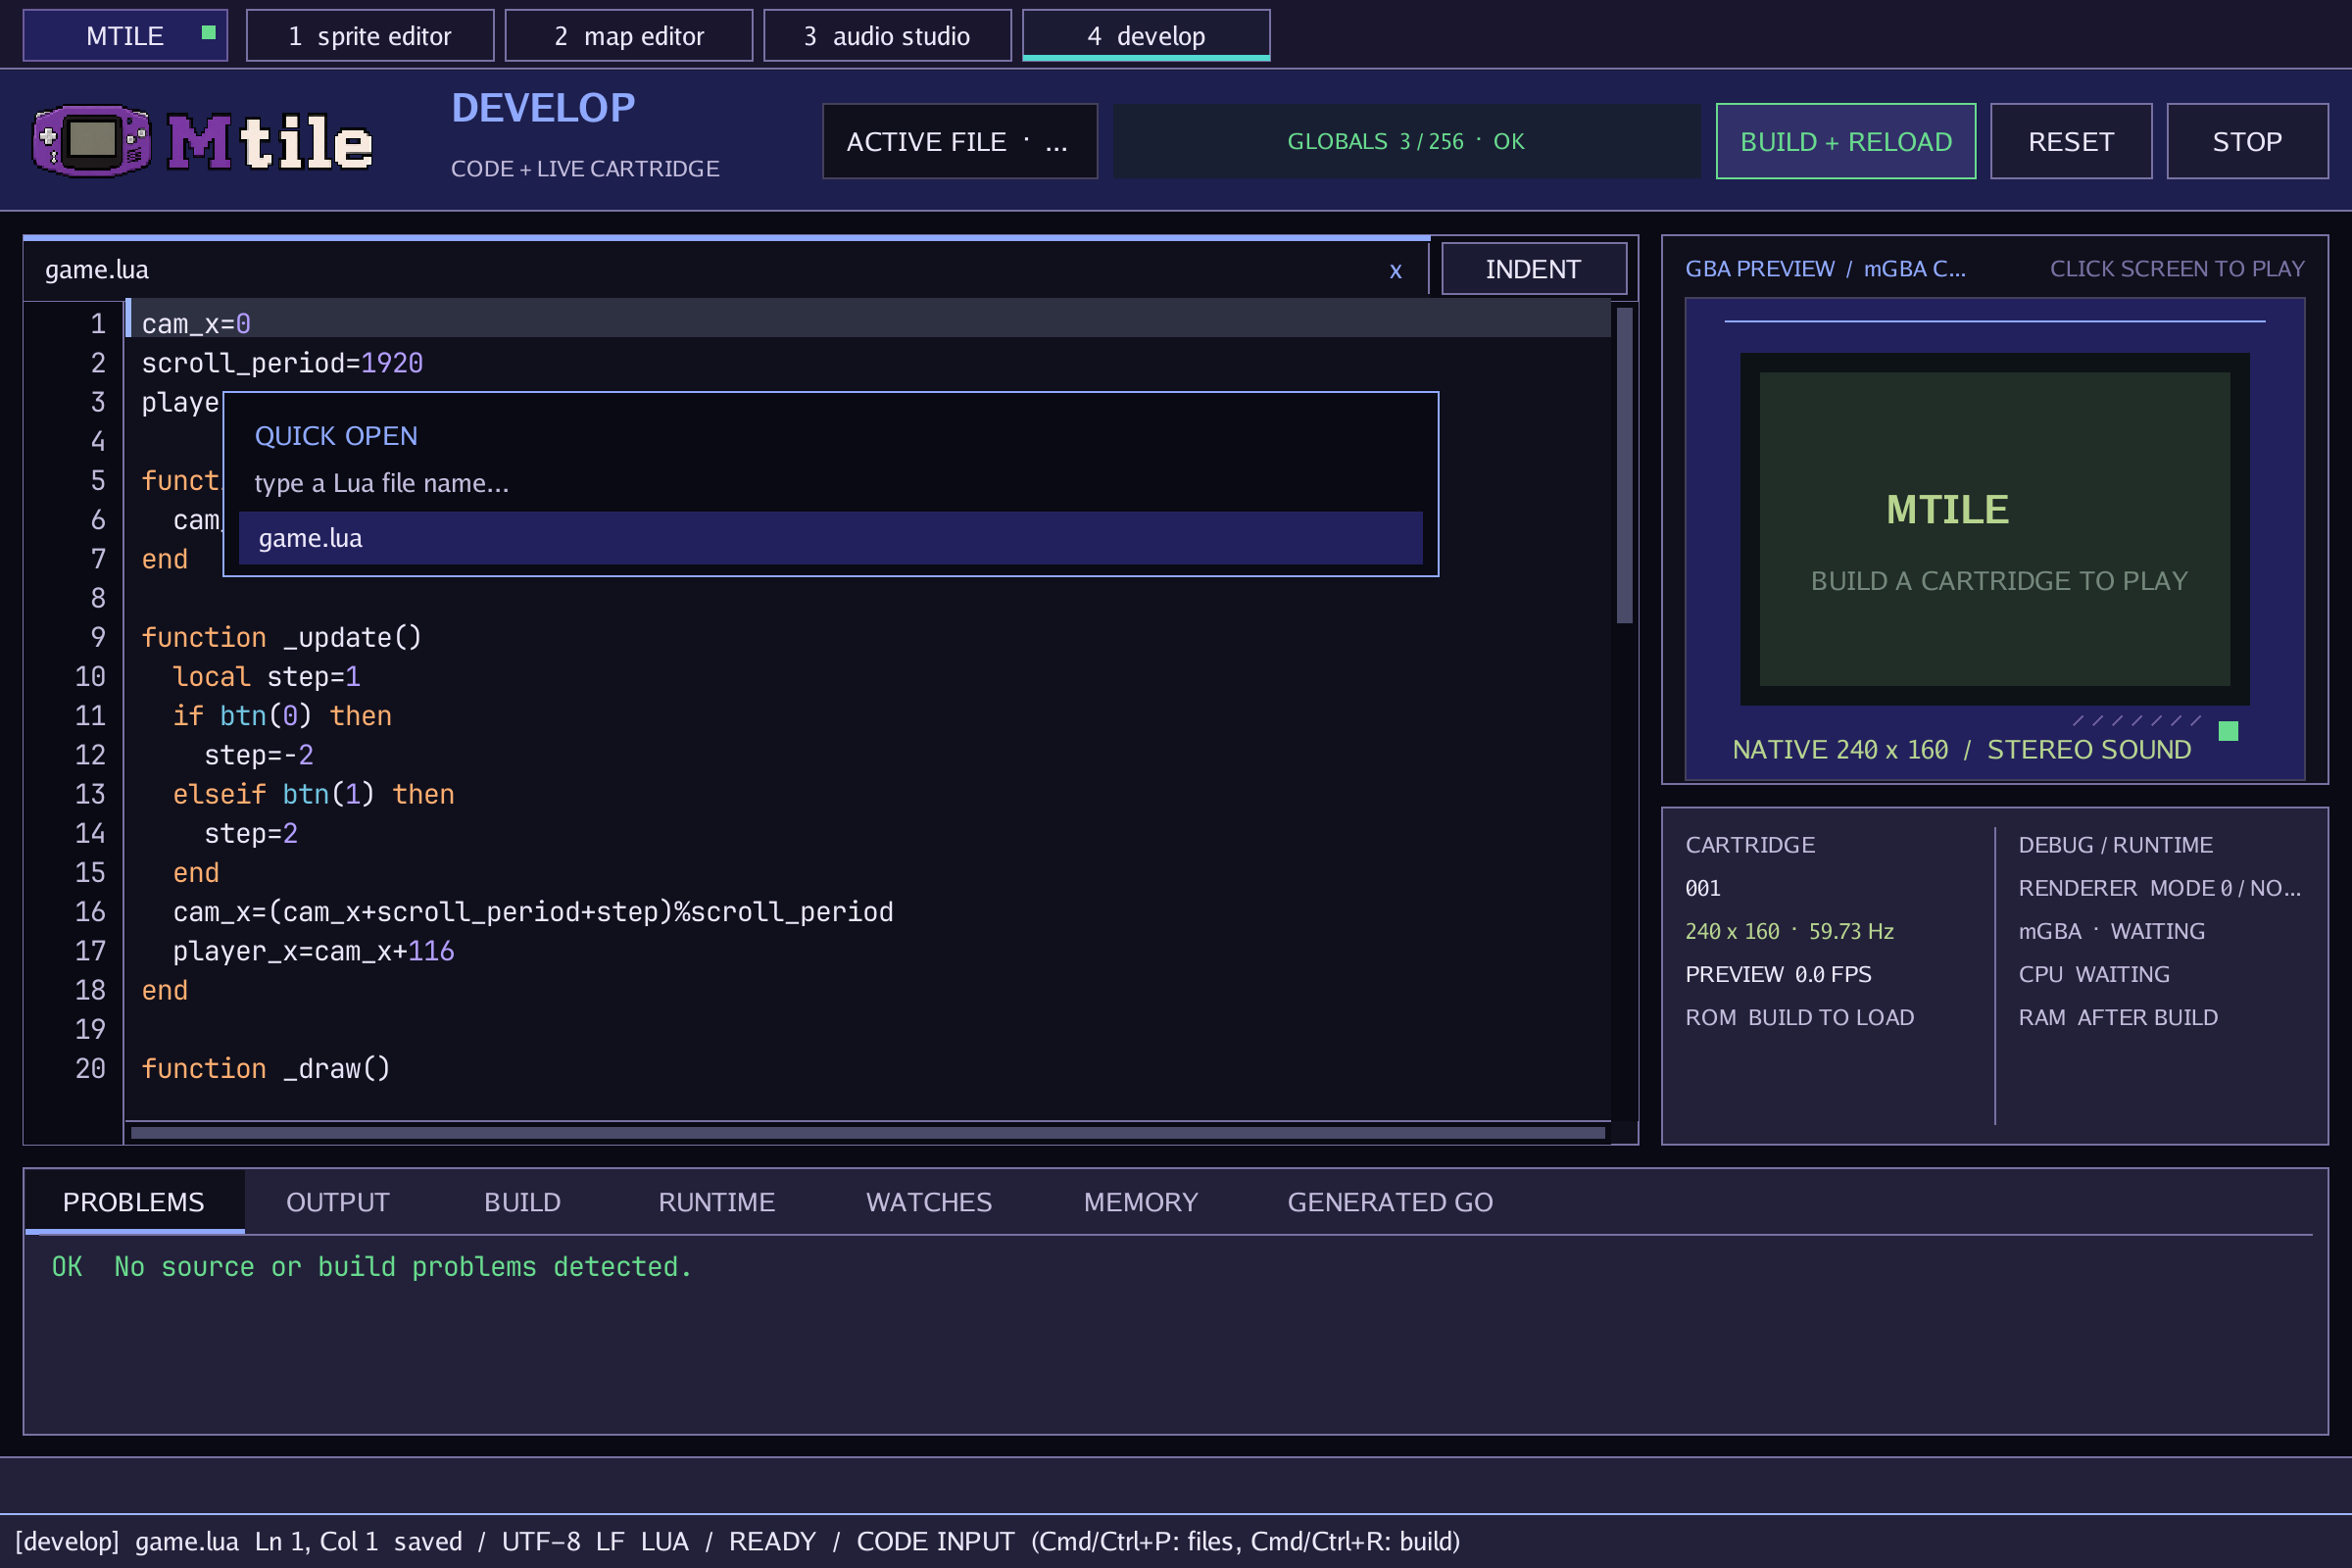 MTILE
1 sprite editor
2 map editor
3 audio studio
4 develop
Mtile
DEVELOP
CODE + LIVE CARTRIDGE
ACTIVE FILE · ...
GLOBALS 3 / 256 · OK
BUILD + RELOAD
RESET
STOP
game.lua x
INDENT
1 cam_x=0
2 scroll_period=1920
3 playe
4
5 funct
6 cam_
7 end
8
9 function _update()
10 local step=1
11 if btn(0) then
12 step=-2
13 elseif btn(1) then
14 step=2
15 end
16 cam_x=(cam_x+scroll_period+step)%scroll_period
17 player_x=cam_x+116
18 end
19
20 function _draw()
QUICK OPEN
type a Lua file name...
game.lua
GBA PREVIEW / mGBA C...
CLICK SCREEN TO PLAY
MTILE
BUILD A CARTRIDGE TO PLAY
NATIVE 240 x 160 / STEREO SOUND
CARTRIDGE
001
240 x 160 · 59.73 Hz
PREVIEW 0.0 FPS
ROM BUILD TO LOAD
DEBUG / RUNTIME
RENDERER MODE 0 / NO...
mGBA · WAITING
CPU WAITING
RAM AFTER BUILD
PROBLEMS
OUTPUT
BUILD
RUNTIME
WATCHES
MEMORY
GENERATED GO
OK No source or build problems detected.
[develop] game.lua Ln 1, Col 1 saved / UTF-8 LF LUA / READY / CODE INPUT (Cmd/Ctrl+P: files, Cmd/Ctrl+R: build)